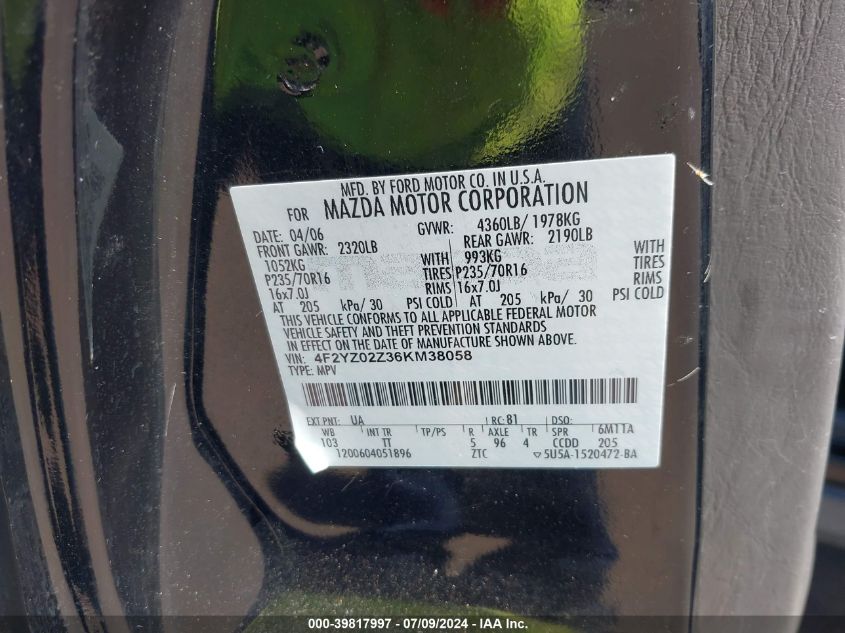 MFD. BY FORD MOTOR CO. IN U.S.A.
FOR MAZDA MOTOR CORPORATION
DATE: 04/06 GVWR: 4360LB/ 1978KG
FRONT GAWR: 2320LB REAR GAWR: 2190LB
1052KG WITH 993KG WITH
P235/70R16 TIRES P235/70R16 TIRES
16x7.0J RIMS 16x7.0J RIMS
AT 205 kPa/ 30 PSI COLD AT 205 kPa/ 30 PSI COLD
THIS VEHICLE CONFORMS TO ALL APPLICABLE FEDERAL MOTOR
VEHICLE SAFETY AND THEFT PREVENTION STANDARDS
IN EFFECT ON THE DATE OF MANUFACTURE SHOWN ABOVE.
VIN: 4F2YZ02Z36KM38058
TYPE: MPV
EXT PNT: UA RC: 81 DSO:
WB INT TR TP/PS R AXLE TR SPR 6M11A
103 TT 5 96 4 CCDD 205
1200604051896 ZTC ▽ 5U5A-1520472-BA
000-39817997 - 07/09/2024 - IAA Inc.